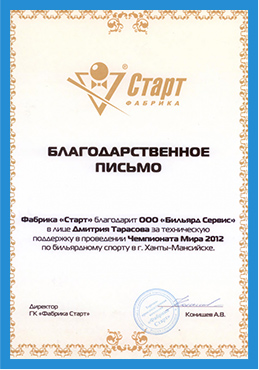 Старт
ФАБРИКА
БЛАГОДАРСТВЕННОЕ
ПИСЬМО
Фабрика «Старт» благодарит ООО «Бильярд Сервис»
в лице Дмитрия Тарасова за техническую
поддержку в проведении Чемпионата Мира 2012
по бильярдному спорту в г. Ханты-Мансийске.
Директор
ГК «Фабрика Старт»
Конищев А.В.